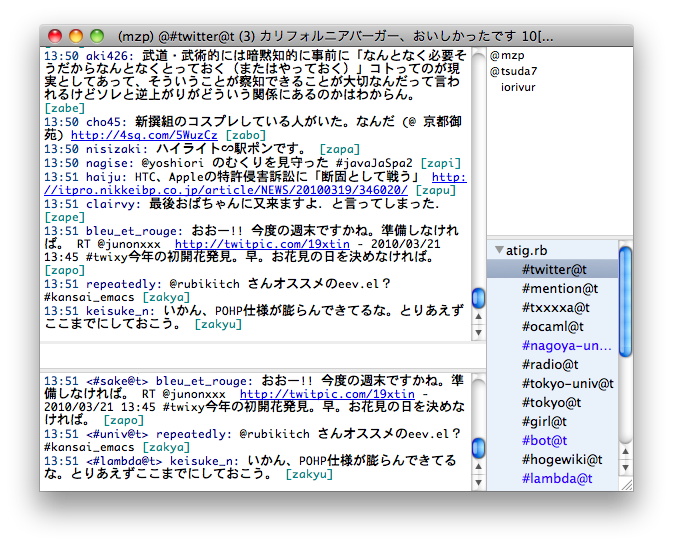 (mzp) @#twitter@t (3) カリフォルニアバーガー、おいしかったです 10[...
13:50 aki426: 武道・武術的には暗黙知的に事前に「なんとなく必要そ
うだからなんとなくとっておく（またはやっておく）」コトってのが現
実としてあって、そういうことが察知できることが大切なんだって言わ
れるけどソレと逆上がりがどういう関係にあるのかはわからん。
[zabe]
13:50 cho45: 新撰組のコスプレしている人がいた。なんだ (@ 京都御
苑) http://4sq.com/5WuzCz [zabo]
13:50 nisizaki: ハイライト∞駅ポンです。 [zapa]
13:50 nagise: @yoshiori のむくりを見守った #javaJaSpa2 [zapi]
13:51 haiju: HTC、Appleの特許侵害訴訟に「断固として戦う」 http:
//itpro.nikkeibp.co.jp/article/NEWS/20100319/346020/ [zapu]
13:51 clairvy: 最後おばちゃんに又来ますよ. と言ってしまった.
[zape]
13:51 bleu_et_rouge: おおー!! 今度の週末ですかね。準備しなけれ
ば。 RT @junonxxx http://twitpic.com/19xtin - 2010/03/21
13:45 #twixy今年の初開花発見。早。お花見の日を決めなければ。
[zapo]
13:51 repeatedly: @rubikitch さんオススメのeev.el？
#kansai_emacs [zakya]
13:51 keisuke_n: いかん、POHP仕様が膨らんできてるな。とりあえず
ここまでにしておこう。 [zakyu]
13:51 <#sake@t> bleu_et_rouge: おおー!! 今度の週末ですかね。準
備しなければ。 RT @junonxxx http://twitpic.com/19xtin -
2010/03/21 13:45 #twixy今年の初開花発見。早。お花見の日を決めな
ければ。 [zapo]
13:51 <#univ@t> repeatedly: @rubikitch さんオススメのeev.el？
#kansai_emacs [zakya]
13:51 <#lambda@t> keisuke_n: いかん、POHP仕様が膨らんできてる
な。とりあえずここまでにしておこう。 [zakyu]
@mzp
@tsuda7
iorivur
atig.rb
#twitter@t
#mention@t
#txxxxa@t
#ocaml@t
#nagoya-un...
#radio@t
#tokyo-univ@t
#tokyo@t
#girl@t
#bot@t
#hogewiki@t
#lambda@t